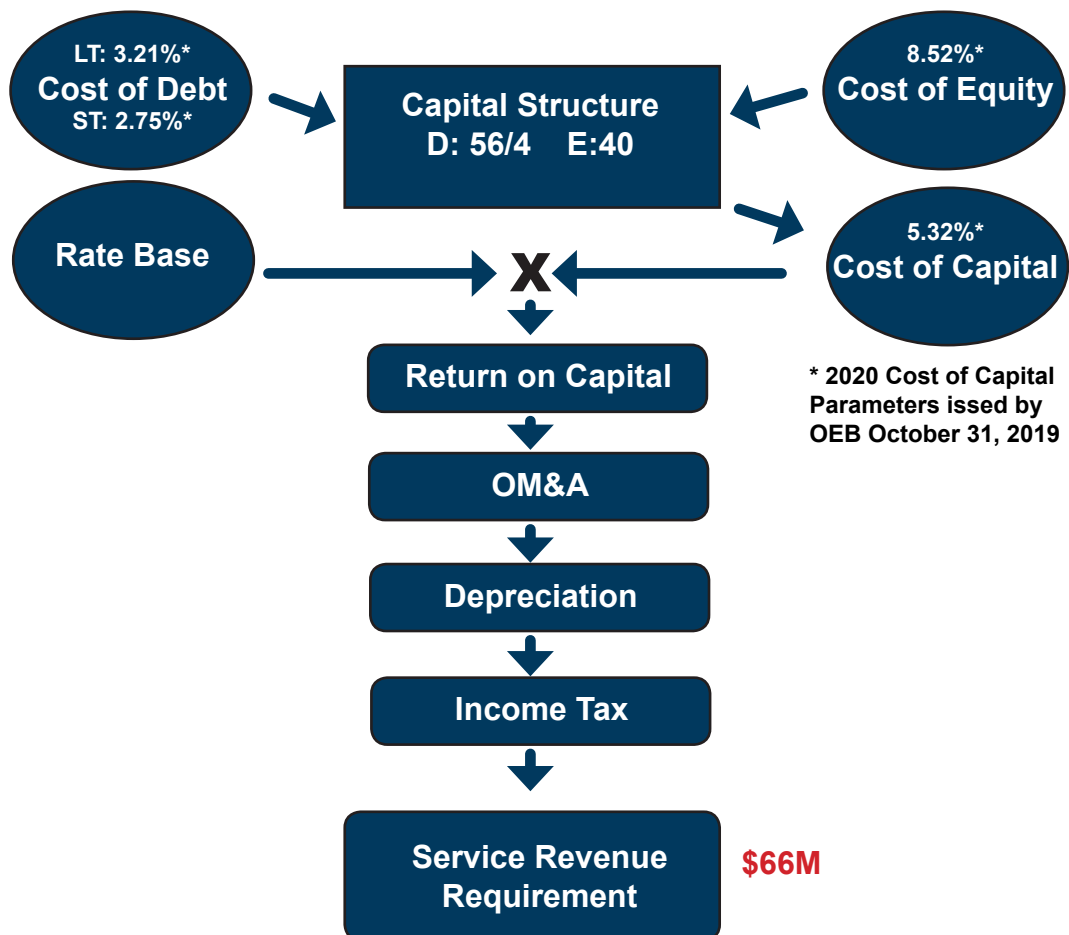 LT: 3.21%*
Cost of Debt
ST: 2.75%*
Capital Structure
D: 56/4 E:40
8.52%*
Cost of Equity
Rate Base
X
5.32%*
Cost of Capital
Return on Capital
* 2020 Cost of Capital
Parameters issed by
OEB October 31, 2019
OM&A
Depreciation
Income Tax
Service Revenue
Requirement
$66M